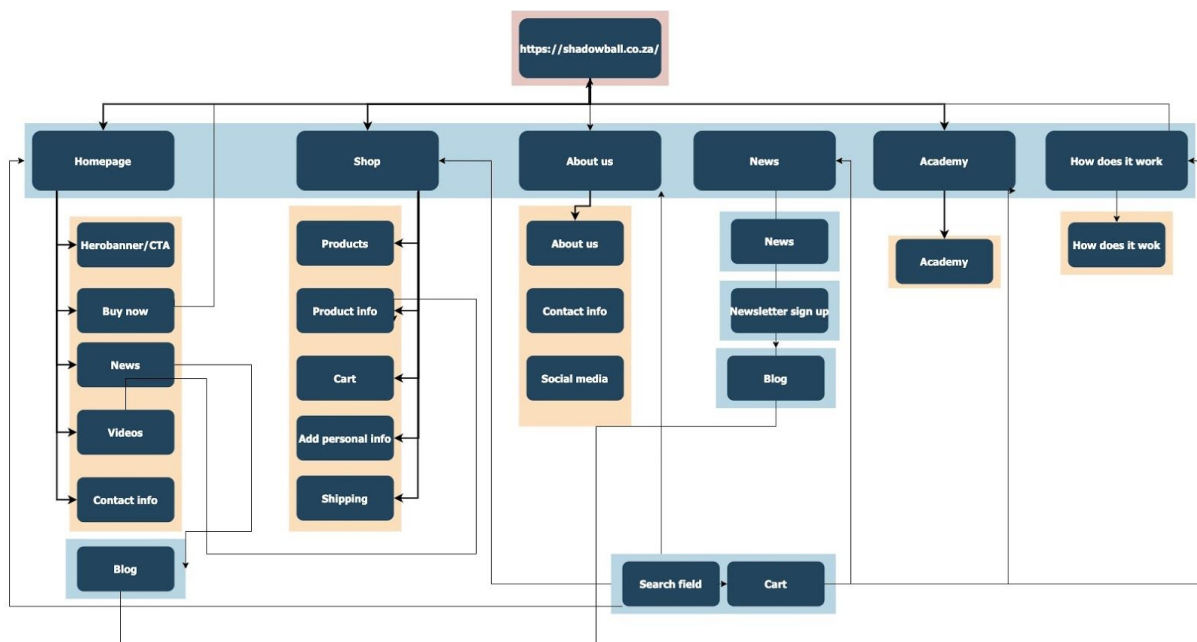 https://shadowball.co.za/
Homepage
Shop
About us
News
Academy
How does it work
Herobanner/CTA
Buy now
News
Videos
Contact info
Blog
Products
Product info
Cart
Add personal info
Shipping
About us
Contact info
Social media
News
Newsletter sign up
Blog
Academy
How does it wok
Search field
Cart